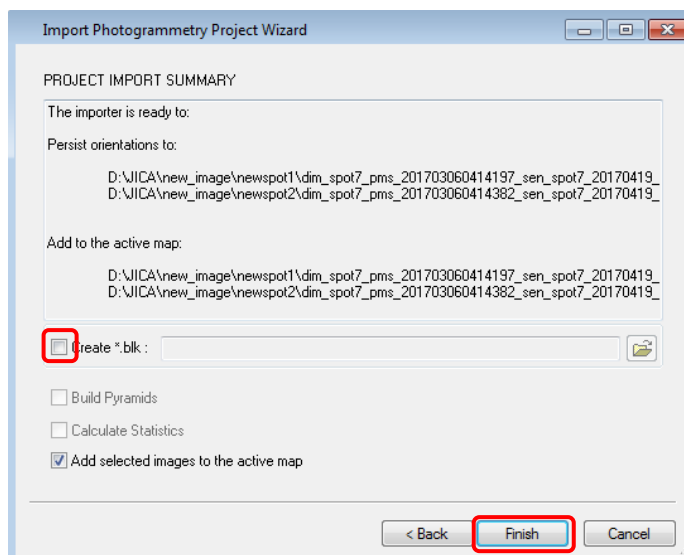 Import Photogrammetry Project Wizard
PROJECT IMPORT SUMMARY
The importer is ready to:
Persist orientations to:
D:\JICA\new_image\newspot1\dim_spot7_pms_201703060414197_sen_spot7_20170419_
D:\JICA\new_image\newspot2\dim_spot7_pms_201703060414382_sen_spot7_20170419_
Add to the active map:
D:\JICA\new_image\newspot1\dim_spot7_pms_201703060414197_sen_spot7_20170419_
D:\JICA\new_image\newspot2\dim_spot7_pms_201703060414382_sen_spot7_20170419_
Create *.blk :
Build Pyramids
Calculate Statistics
Add selected images to the active map
< Back Finish Cancel